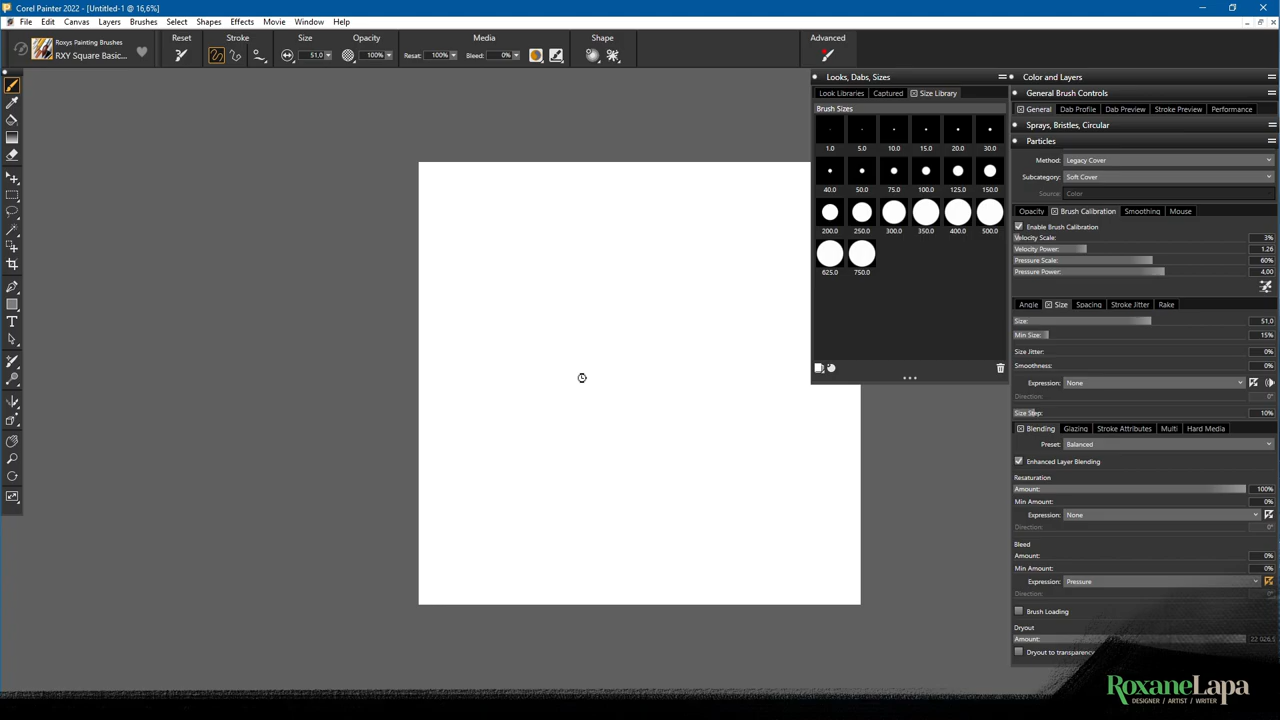 Corel Painter 2022 - [Untitled-1 @ 16,6%]
File Edit Canvas Layers Brushes Select Shapes Effects Movie Window Help
Roxys Painting Brushes
RXY Square Basic...
Reset Stroke Size Opacity Media Shape Advanced
51,0 100% Resat: 100% Bleed: 0%
Looks, Dabs, Sizes
Look Libraries Captured Size Library
Brush Sizes
1.0 5.0 10.0 15.0 20.0 30.0
40.0 50.0 75.0 100.0 125.0 150.0
200.0 250.0 300.0 350.0 400.0 500.0
625.0 750.0
Color and Layers
General Brush Controls
General Dab Profile Dab Preview Stroke Preview Performance
Sprays, Bristles, Circular
Particles
Method: Legacy Cover
Subcategory: Soft Cover
Source: Color
Opacity Brush Calibration Smoothing Mouse
Enable Brush Calibration
Velocity Scale: 3%
Velocity Power: 1.26
Pressure Scale: 60%
Pressure Power: 4,00
Angle Size Spacing Stroke Jitter Rake
Size: 51,0
Min Size: 15%
Size Jitter: 0%
Smoothness: 0%
Expression: None
Direction: 0°
Size Step: 10%
Blending Glazing Stroke Attributes Multi Hard Media
Preset: Balanced
Enhanced Layer Blending
Resaturation
Amount: 100%
Min Amount: 0%
Expression: None
Direction: 0°
Bleed
Amount: 0%
Min Amount: 0%
Expression: Pressure
Direction: 0°
Brush Loading
Dryout
Amount: 22 026,5
Dryout to transparency
RoxaneLapa
DESIGNER / ARTIST / WRITER